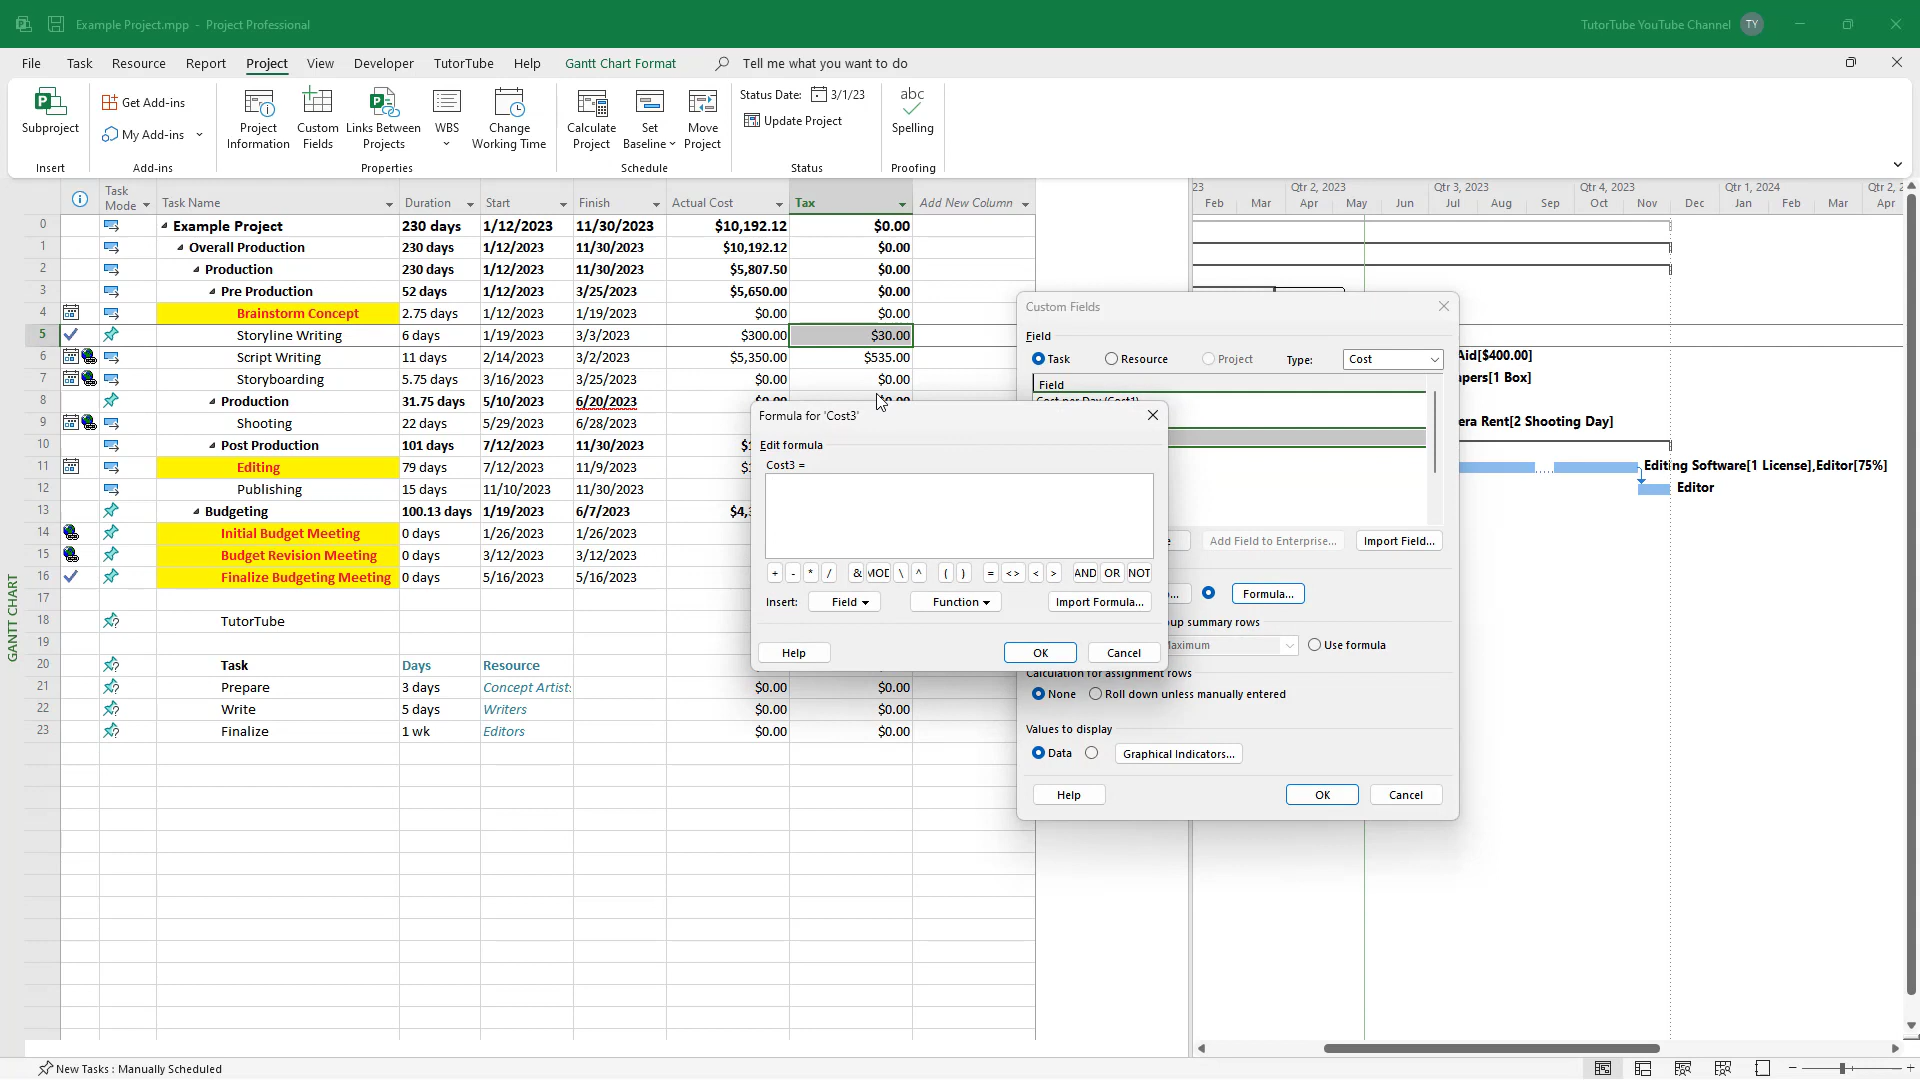 Example Project.mpp - Project Professional
TutorTube YouTube Channel TY
File Task Resource Report Project View Developer TutorTube Help Gantt Chart Format Tell me what you want to do
Subproject
Insert
Get Add-ins
My Add-ins
Add-ins
Project Information
Custom Fields
Links Between Projects
WBS
Change Working Time
Properties
Calculate Project
Set Baseline
Move Project
Schedule
Status Date: 3/1/23
Update Project
Status
abc
Spelling
Proofing
Task Mode Task Name Duration Start Finish Actual Cost Tax Add New Column
23 Qtr 2, 2023 Qtr 3, 2023 Qtr 4, 2023 Qtr 1, 2024 Qtr 2, 2
Feb Mar Apr May Jun Jul Aug Sep Oct Nov Dec Jan Feb Mar Apr
0 Example Project 230 days 1/12/2023 11/30/2023 $10,192.12 $0.00
1 Overall Production 230 days 1/12/2023 11/30/2023 $10,192.12 $0.00
2 Production 230 days 1/12/2023 11/30/2023 $5,807.50 $0.00
3 Pre Production 52 days 1/12/2023 3/25/2023 $5,650.00 $0.00
4 Brainstorm Concept 2.75 days 1/12/2023 1/19/2023 $0.00 $0.00
5 Storyline Writing 6 days 1/19/2023 3/3/2023 $300.00 $30.00
6 Script Writing 11 days 2/14/2023 3/2/2023 $5,350.00 $535.00
7 Storyboarding 5.75 days 3/16/2023 3/25/2023 $0.00 $0.00
8 Production 31.75 days 5/10/2023 6/20/2023
9 Shooting 22 days 5/29/2023 6/28/2023
10 Post Production 101 days 7/12/2023 11/30/2023
11 Editing 79 days 7/12/2023 11/9/2023
12 Publishing 15 days 11/10/2023 11/30/2023
13 Budgeting 100.13 days 1/19/2023 6/7/2023
14 Initial Budget Meeting 0 days 1/26/2023 1/26/2023
15 Budget Revision Meeting 0 days 3/12/2023 3/12/2023
16 Finalize Budgeting Meeting 0 days 5/16/2023 5/16/2023
17
18 TutorTube
19
20 Task Days Resource
21 Prepare 3 days Concept Artist: $0.00 $0.00
22 Write 5 days Writers $0.00 $0.00
23 Finalize 1 wk Editors $0.00 $0.00
GANTT CHART
Aid[$400.00]
apers[1 Box]
era Rent[2 Shooting Day]
Editing Software[1 License],Editor[75%]
Editor
Custom Fields
Field
Task Resource Project Type: Cost
Field
Add Field to Enterprise... Import Field...
Formula...
up summary rows
Use formula
Calculation for assignment rows
None Roll down unless manually entered
Values to display
Data Graphical Indicators...
Help OK Cancel
Formula for 'Cost3'
Edit formula
Cost3 =
+ - * / & MOD \ ^ ( ) = <> < > AND OR NOT
Insert: Field Function Import Formula...
Help OK Cancel
New Tasks : Manually Scheduled